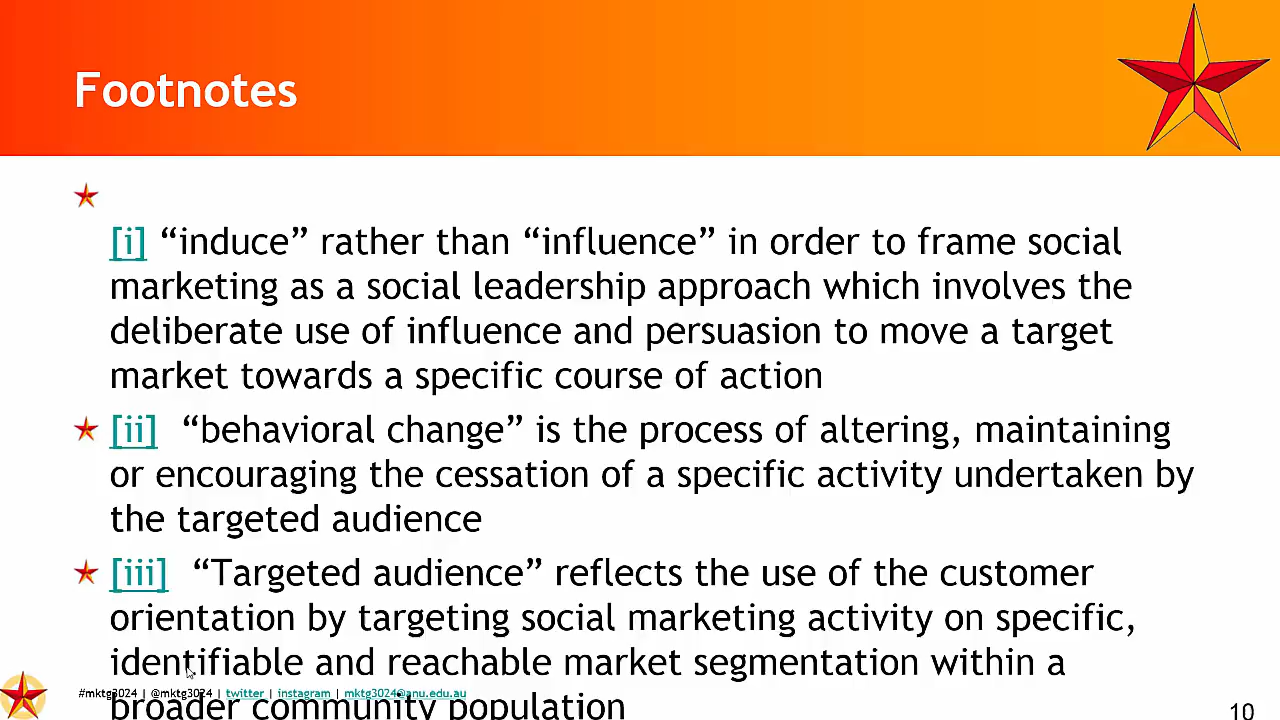 Footnotes
[i] “induce” rather than “influence” in order to frame social
marketing as a social leadership approach which involves the
deliberate use of influence and persuasion to move a target
market towards a specific course of action
[ii] “behavioral change” is the process of altering, maintaining
or encouraging the cessation of a specific activity undertaken by
the targeted audience
[iii] “Targeted audience” reflects the use of the customer
orientation by targeting social marketing activity on specific,
identifiable and reachable market segmentation within a
broader community population
#mktg3024 | @mktg3024 | twitter | instagram | mktg3024@anu.edu.au
10